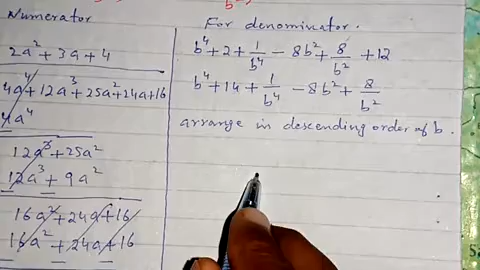 b²
Numerator
2a² + 3a + 4
4a⁴ + 12a³ + 25a² + 24a + 16
4a⁴
12a³ + 25a²
12a³ + 9a²
16a² + 24a + 16
16a² + 24a + 16
For denominator.
b⁴ + 2 + 1/b⁴ - 8b² + 8/b² + 12
b⁴ + 14 + 1/b⁴ - 8b² + 8/b²
arrange in descending order of b.